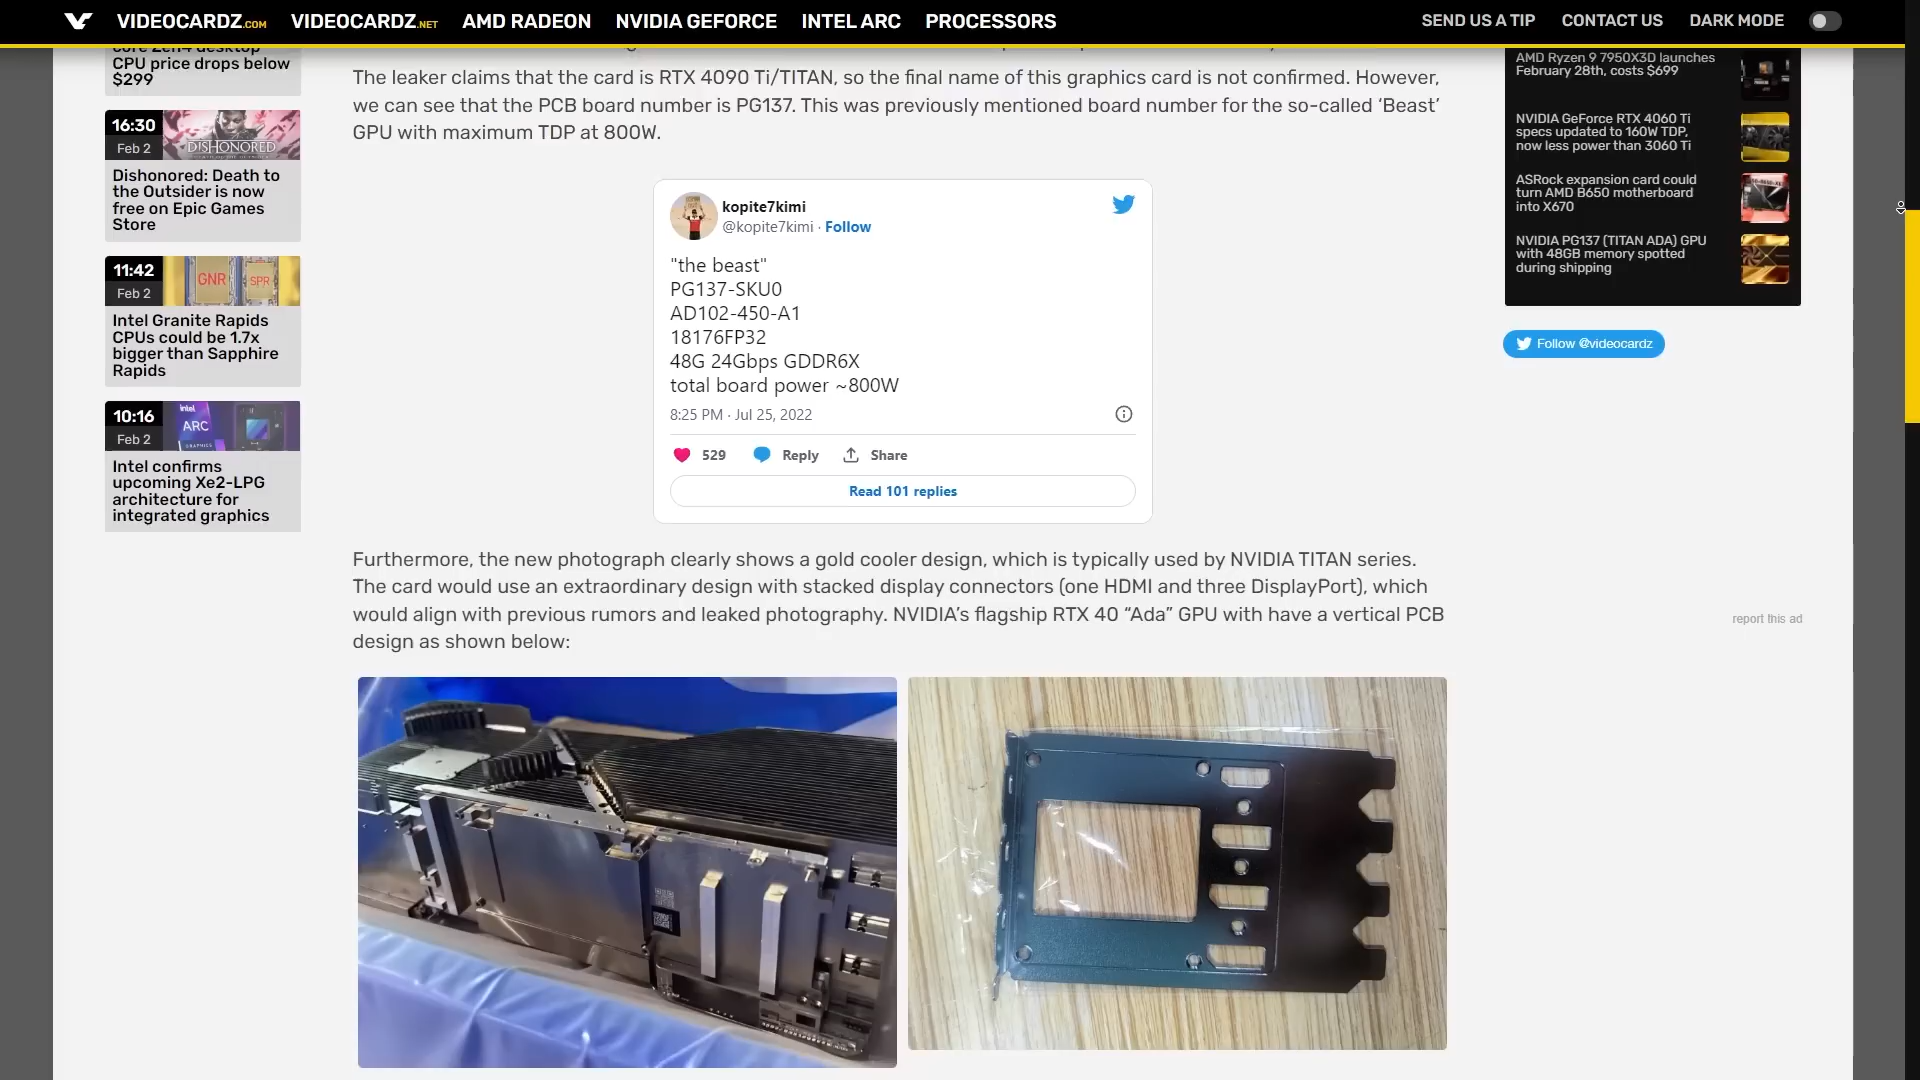 VIDEOCARDZ.COM VIDEOCARDZ.NET AMD RADEON NVIDIA GEFORCE INTEL ARC PROCESSORS SEND US A TIP CONTACT US DARK MODE
core Zen4 desktop
CPU price drops below
$299
16:30
Feb 2
DISHONORED
Dishonored: Death to
the Outsider is now
free on Epic Games
Store
11:42
Feb 2
GNR SPR
Intel Granite Rapids
CPUs could be 1.7x
bigger than Sapphire
Rapids
10:16
Feb 2
intel
ARC
GRAPHICS
Intel confirms
upcoming Xe2-LPG
architecture for
integrated graphics
The leaker claims that the card is RTX 4090 Ti/TITAN, so the final name of this graphics card is not confirmed. However,
we can see that the PCB board number is PG137. This was previously mentioned board number for the so-called ‘Beast’
GPU with maximum TDP at 800W.
kopite7kimi
@kopite7kimi · Follow
"the beast"
PG137-SKU0
AD102-450-A1
18176FP32
48G 24Gbps GDDR6X
total board power ~800W
8:25 PM · Jul 25, 2022
529 Reply Share
Read 101 replies
Furthermore, the new photograph clearly shows a gold cooler design, which is typically used by NVIDIA TITAN series.
The card would use an extraordinary design with stacked display connectors (one HDMI and three DisplayPort), which
would align with previous rumors and leaked photography. NVIDIA’s flagship RTX 40 “Ada” GPU with have a vertical PCB
design as shown below:
AMD Ryzen 9 7950X3D launches
February 28th, costs $699
NVIDIA GeForce RTX 4060 Ti
specs updated to 160W TDP,
now less power than 3060 Ti
ASRock expansion card could
turn AMD B650 motherboard
into X670
NVIDIA PG137 (TITAN ADA) GPU
with 48GB memory spotted
during shipping
Follow @videocardz
report this ad